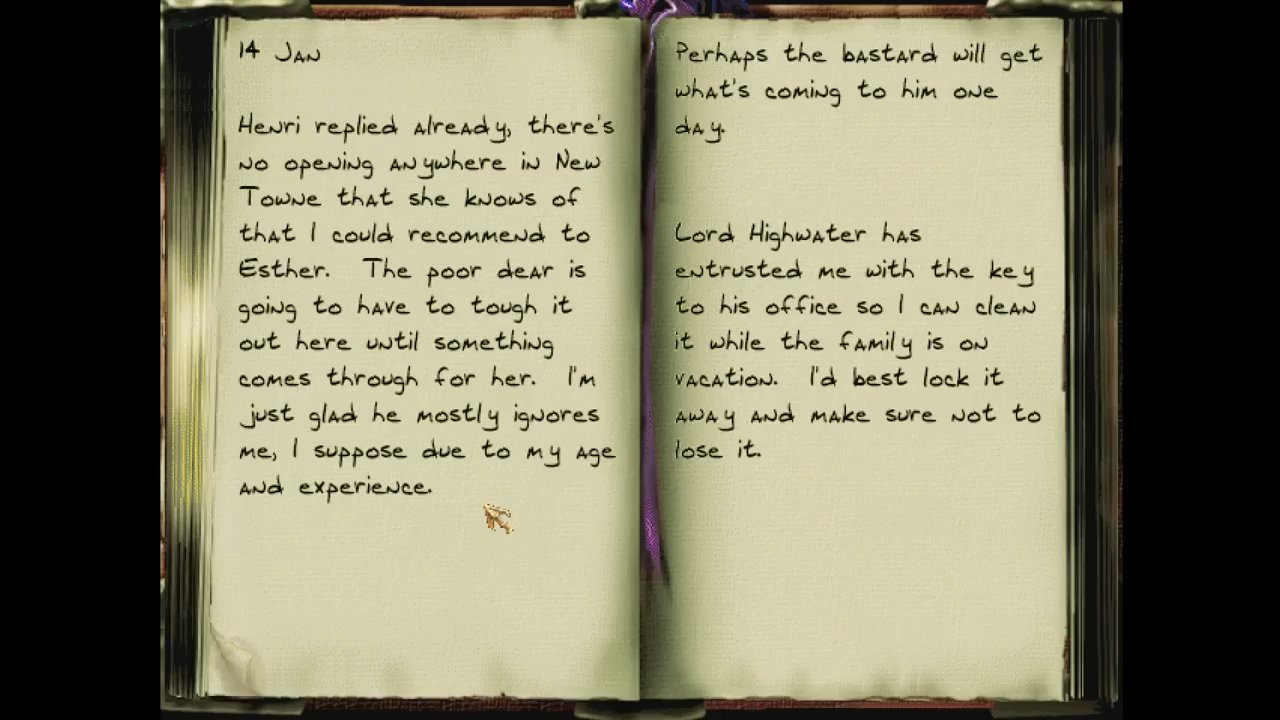 14 Jan
Henri replied already, there's
no opening anywhere in New
Towne that she knows of
that I could recommend to
Esther. The poor dear is
going to have to tough it
out here until something
comes through for her. I'm
just glad he mostly ignores
me, I suppose due to my age
and experience.
Perhaps the bastard will get
what's coming to him one
day.
Lord Highwater has
entrusted me with the key
to his office so I can clean
it while the family is on
vacation. I'd best lock it
away and make sure not to
lose it.